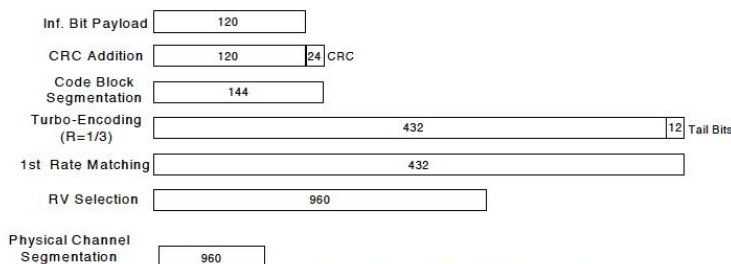 Inf. Bit Payload 120
CRC Addition 120 24 CRC
Code Block
Segmentation 144
Turbo-Encoding
(R=1/3) 432 12 Tail Bits
1st Rate Matching 432
RV Selection 960
Physical Channel
Segmentation 960